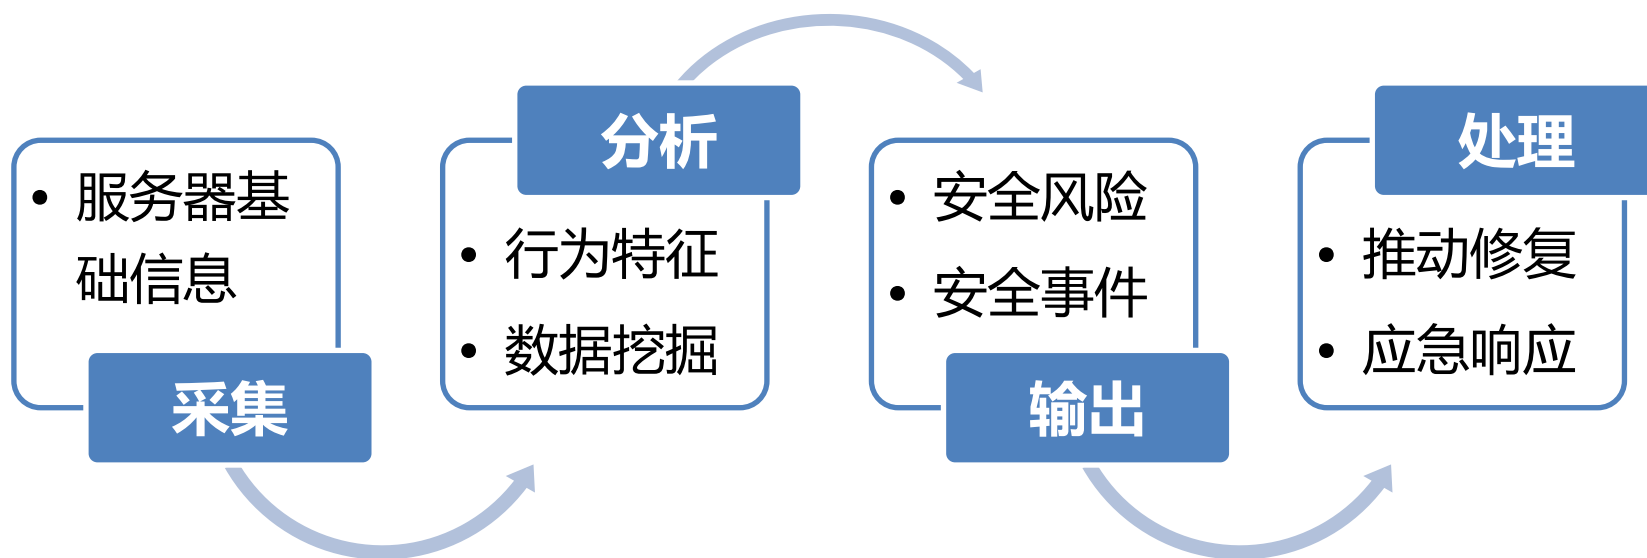 服务器基
础信息
采集
分析
行为特征
数据挖掘
安全风险
安全事件
输出
处理
推动修复
应急响应